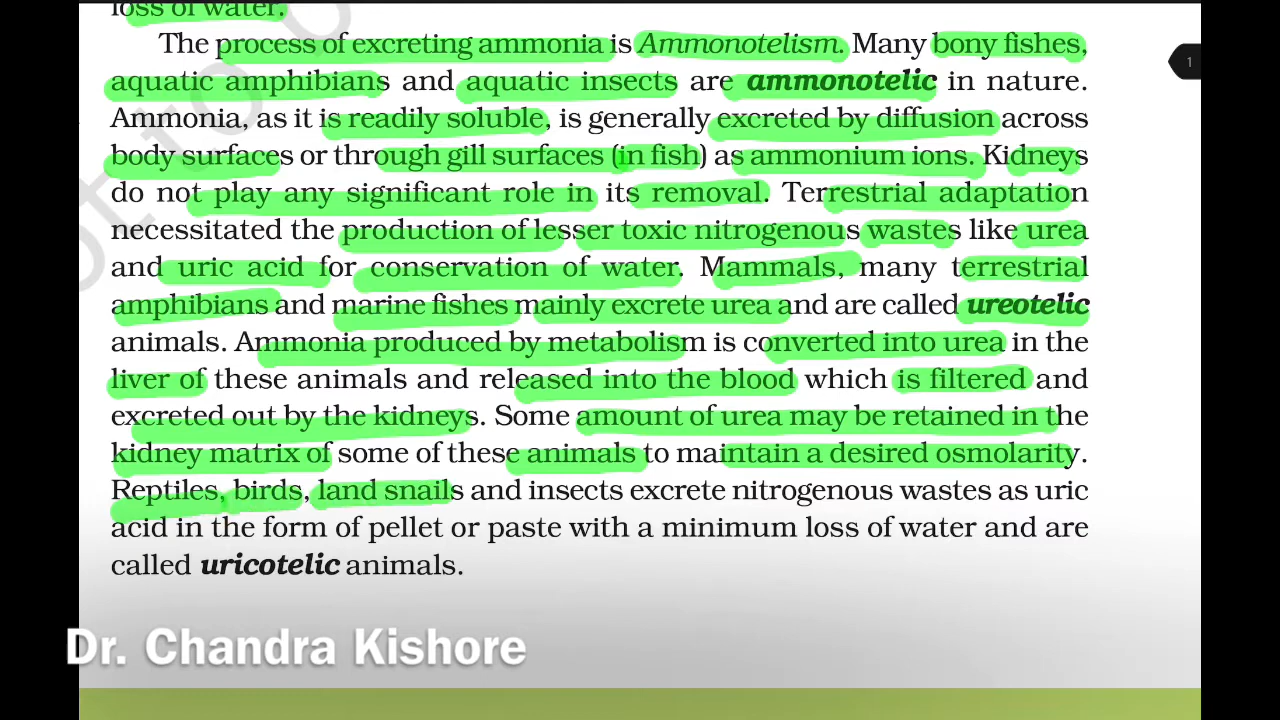 loss of water.
The process of excreting ammonia is Ammonotelism. Many bony fishes,
aquatic amphibians and aquatic insects are ammonotelic in nature.
Ammonia, as it is readily soluble, is generally excreted by diffusion across
body surfaces or through gill surfaces (in fish) as ammonium ions. Kidneys
do not play any significant role in its removal. Terrestrial adaptation
necessitated the production of lesser toxic nitrogenous wastes like urea
and uric acid for conservation of water. Mammals, many terrestrial
amphibians and marine fishes mainly excrete urea and are called ureotelic
animals. Ammonia produced by metabolism is converted into urea in the
liver of these animals and released into the blood which is filtered and
excreted out by the kidneys. Some amount of urea may be retained in the
kidney matrix of some of these animals to maintain a desired osmolarity.
Reptiles, birds, land snails and insects excrete nitrogenous wastes as uric
acid in the form of pellet or paste with a minimum loss of water and are
called uricotelic animals.
1
Dr. Chandra Kishore